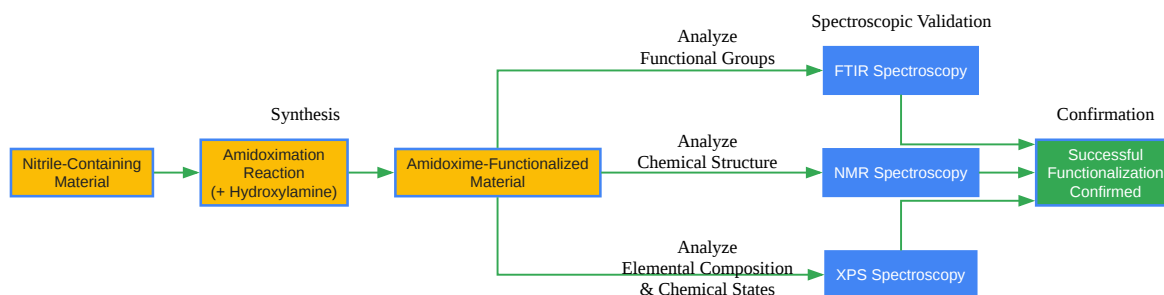 Spectroscopic Validation
Analyze
Functional Groups
FTIR Spectroscopy
Synthesis
Confirmation
Nitrile-Containing
Material
Amidoximation
Reaction
(+ Hydroxylamine)
Amidoxime-Functionalized
Material
Analyze
Chemical Structure
NMR Spectroscopy
Successful
Functionalization
Confirmed
Analyze
Elemental Composition
& Chemical States
XPS Spectroscopy